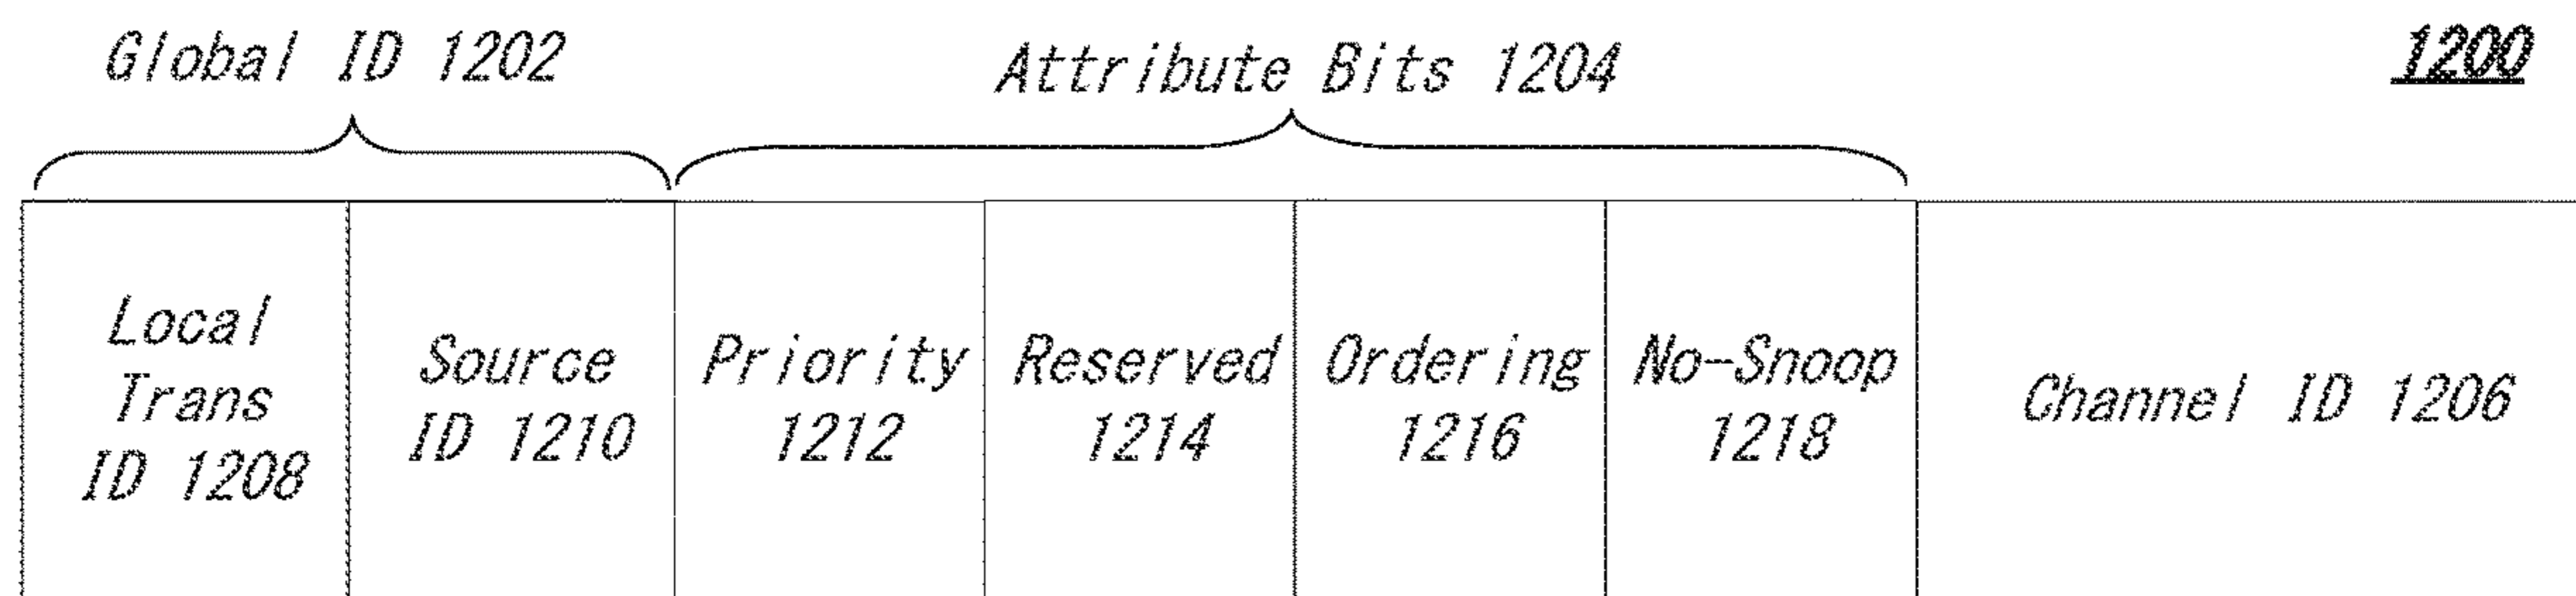 Global ID 1202
Attribute Bits 1204
1200
Local
Trans
ID 1208
Source
ID 1210
Priority
1212
Reserved
1214
Ordering
1216
No-Snoop
1218
Channel ID 1206